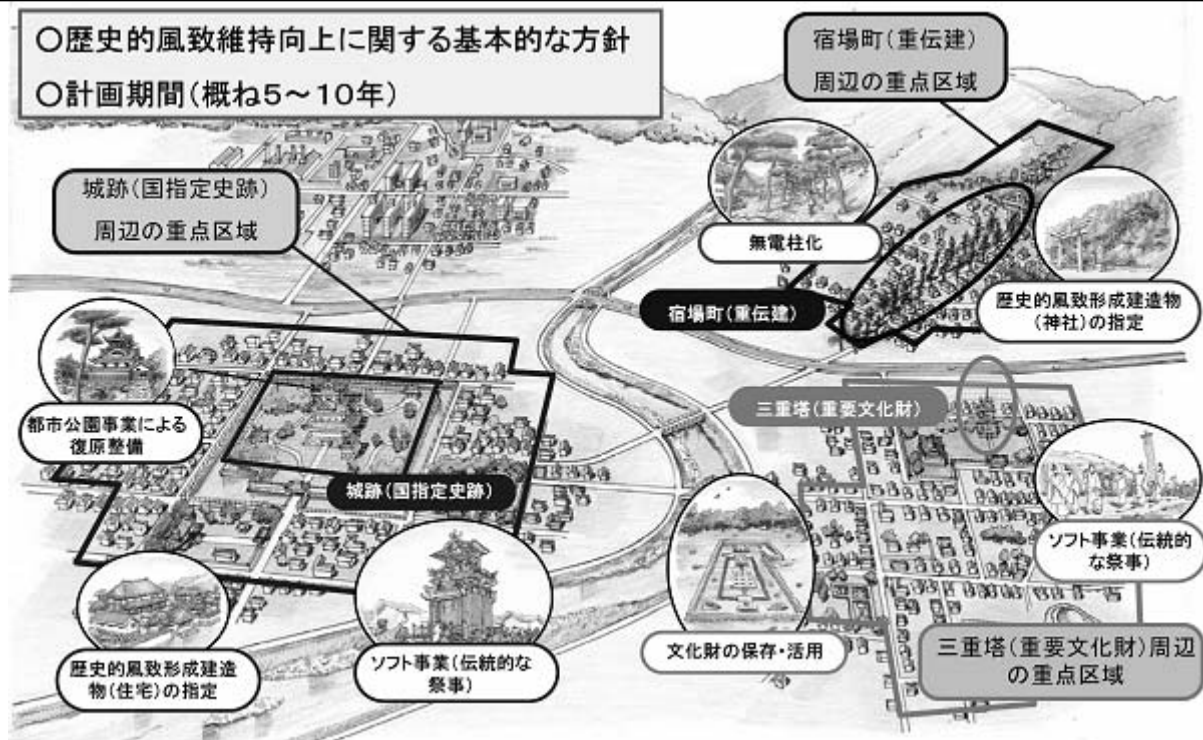 ○歴史的風致維持向上に関する基本的な方針
○計画期間(概ね5～10年)
宿場町(重伝建)
周辺の重点区域
城跡(国指定史跡)
周辺の重点区域
無電柱化
宿場町(重伝建)
歴史的風致形成建造物
(神社)の指定
都市公園事業による
復原整備
三重塔(重要文化財)
城跡(国指定史跡)
ソフト事業(伝統的
な祭事)
歴史的風致形成建造
物(住宅)の指定
ソフト事業(伝統的な
祭事)
文化財の保存・活用
三重塔(重要文化財)周辺
の重点区域